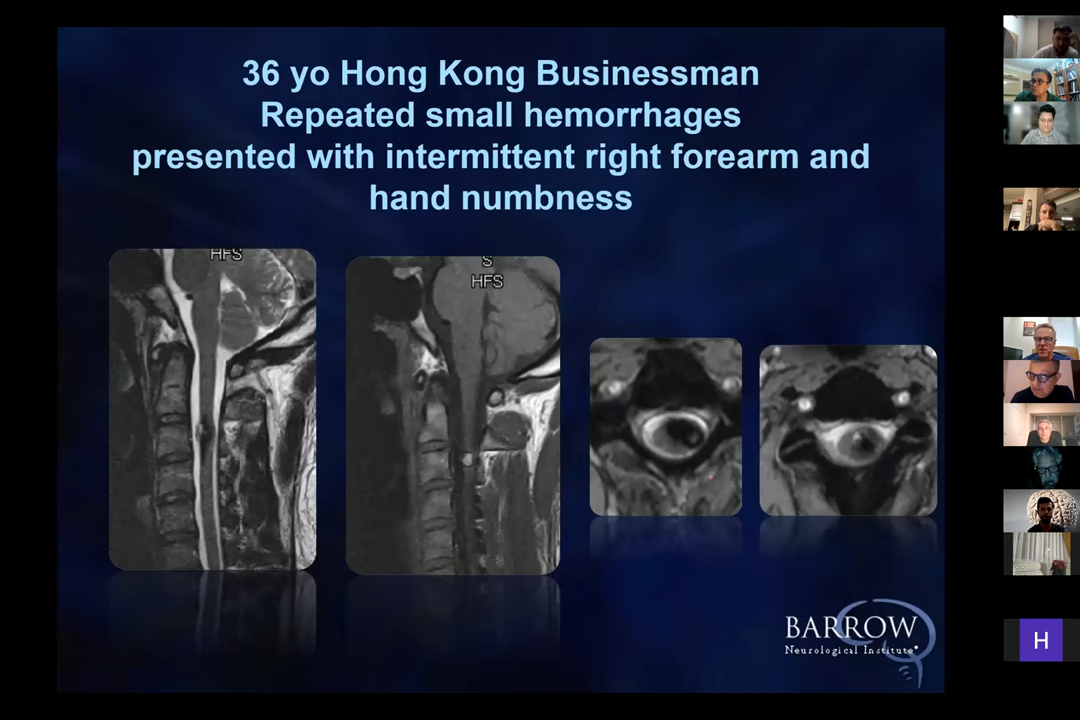 36 yo Hong Kong Businessman
Repeated small hemorrhages
presented with intermittent right forearm and
hand numbness
HFS
S
HFS
BARROW
Neurological Institute®
H